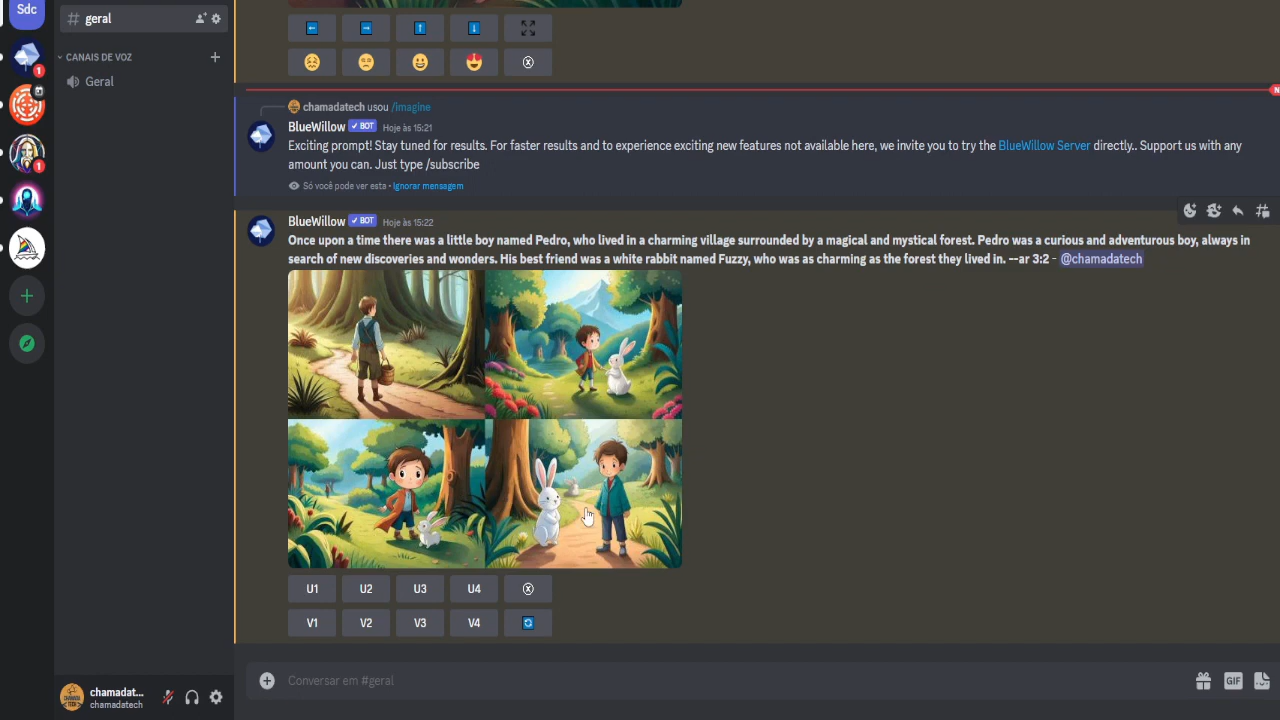 Sdc
geral
1
CANAIS DE VOZ
Geral
1
chamadatech usou /imagine
BlueWillow ✓ BOT Hoje às 15:21
Exciting prompt! Stay tuned for results. For faster results and to experience exciting new features not available here, we invite you to try the BlueWillow Server directly.. Support us with any
amount you can. Just type /subscribe
Só você pode ver esta • Ignorar mensagem
BlueWillow ✓ BOT Hoje às 15:22
Once upon a time there was a little boy named Pedro, who lived in a charming village surrounded by a magical and mystical forest. Pedro was a curious and adventurous boy, always in
search of new discoveries and wonders. His best friend was a white rabbit named Fuzzy, who was as charming as the forest they lived in. --ar 3:2 - @chamadatech
U1 U2 U3 U4
V1 V2 V3 V4
Conversar em #geral
GIF
chamadat...
chamadatech